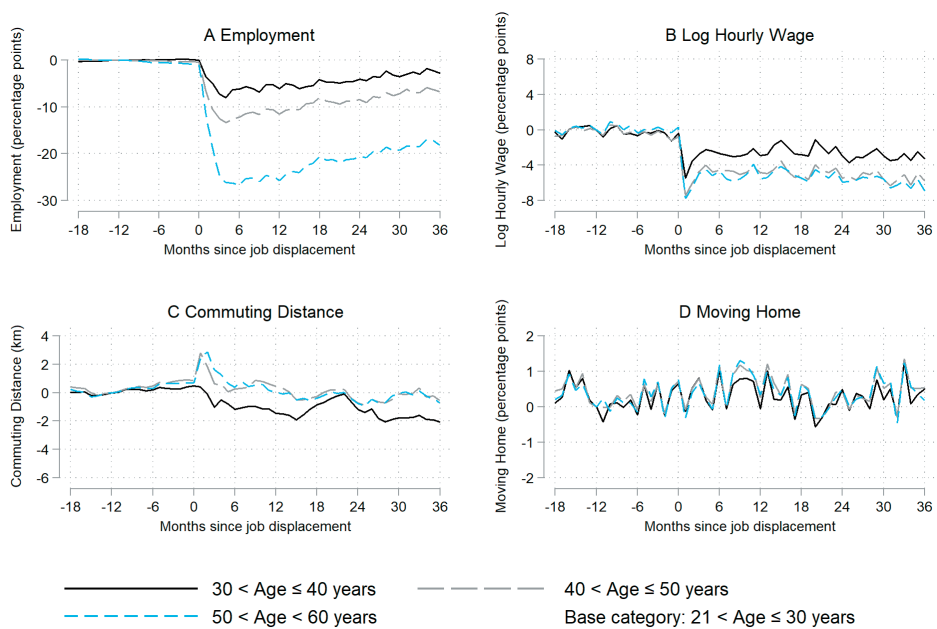 A Employment
Employment (percentage points)
0
-10
-20
-30
-18 -12 -6 0 6 12 18 24 30 36
Months since job displacement
B Log Hourly Wage
Log Hourly Wage (percentage points)
8
4
0
-4
-8
-18 -12 -6 0 6 12 18 24 30 36
Months since job displacement
C Commuting Distance
Commuting Distance (km)
4
2
0
-2
-4
-6
-18 -12 -6 0 6 12 18 24 30 36
Months since job displacement
D Moving Home
Moving Home (percentage points)
2
1
0
-1
-2
-18 -12 -6 0 6 12 18 24 30 36
Months since job displacement
30 < Age ≤ 40 years
40 < Age ≤ 50 years
50 < Age < 60 years
Base category: 21 < Age ≤ 30 years